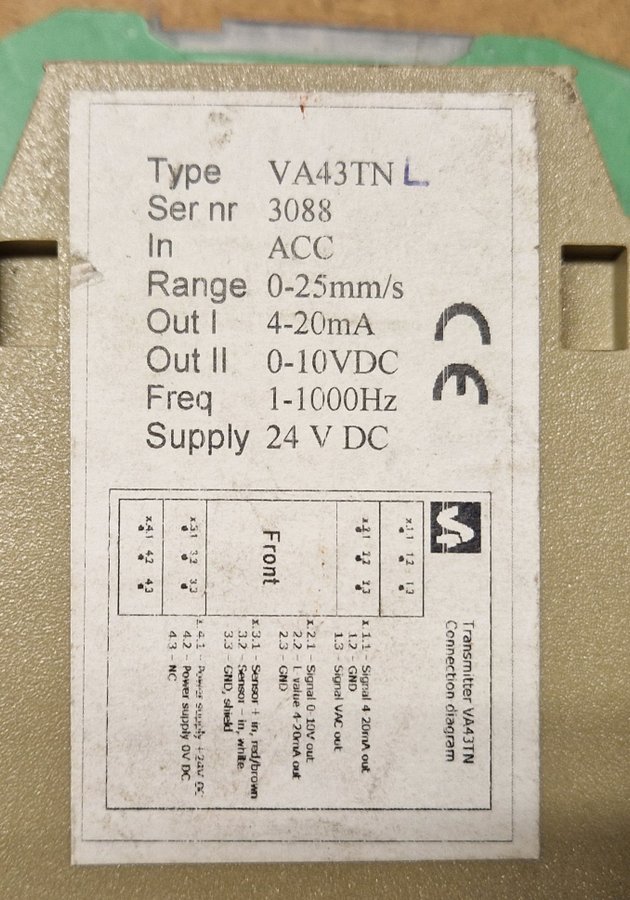 Type VA43TN L
Ser nr 3088
In ACC
Range 0-25mm/s
Out I 4-20mA
Out II 0-10VDC
Freq 1-1000Hz
Supply 24 V DC
CE
Transmitter VA43TN
Connection diagram
x.1.1 1.2 1.3
x.2.1 2.2 2.3
Front
x.3.1 3.2 3.3
x.4.1 4.2 4.3
x 1.1 - Signal 4-20mA out
1.2 - GND
1.3 - Signal VAC out
x.2.1 - Signal 0-10V out
2.2 - L value 4-20mA out
2.3 - GND
x.3.1 - Sensor + in, red/brown
3.2 - Sensor - in, white
3.3 - GND, shield
x.4.1 - Power supply +24V DC
4.2 - Power supply 0V DC
4.3 - NC